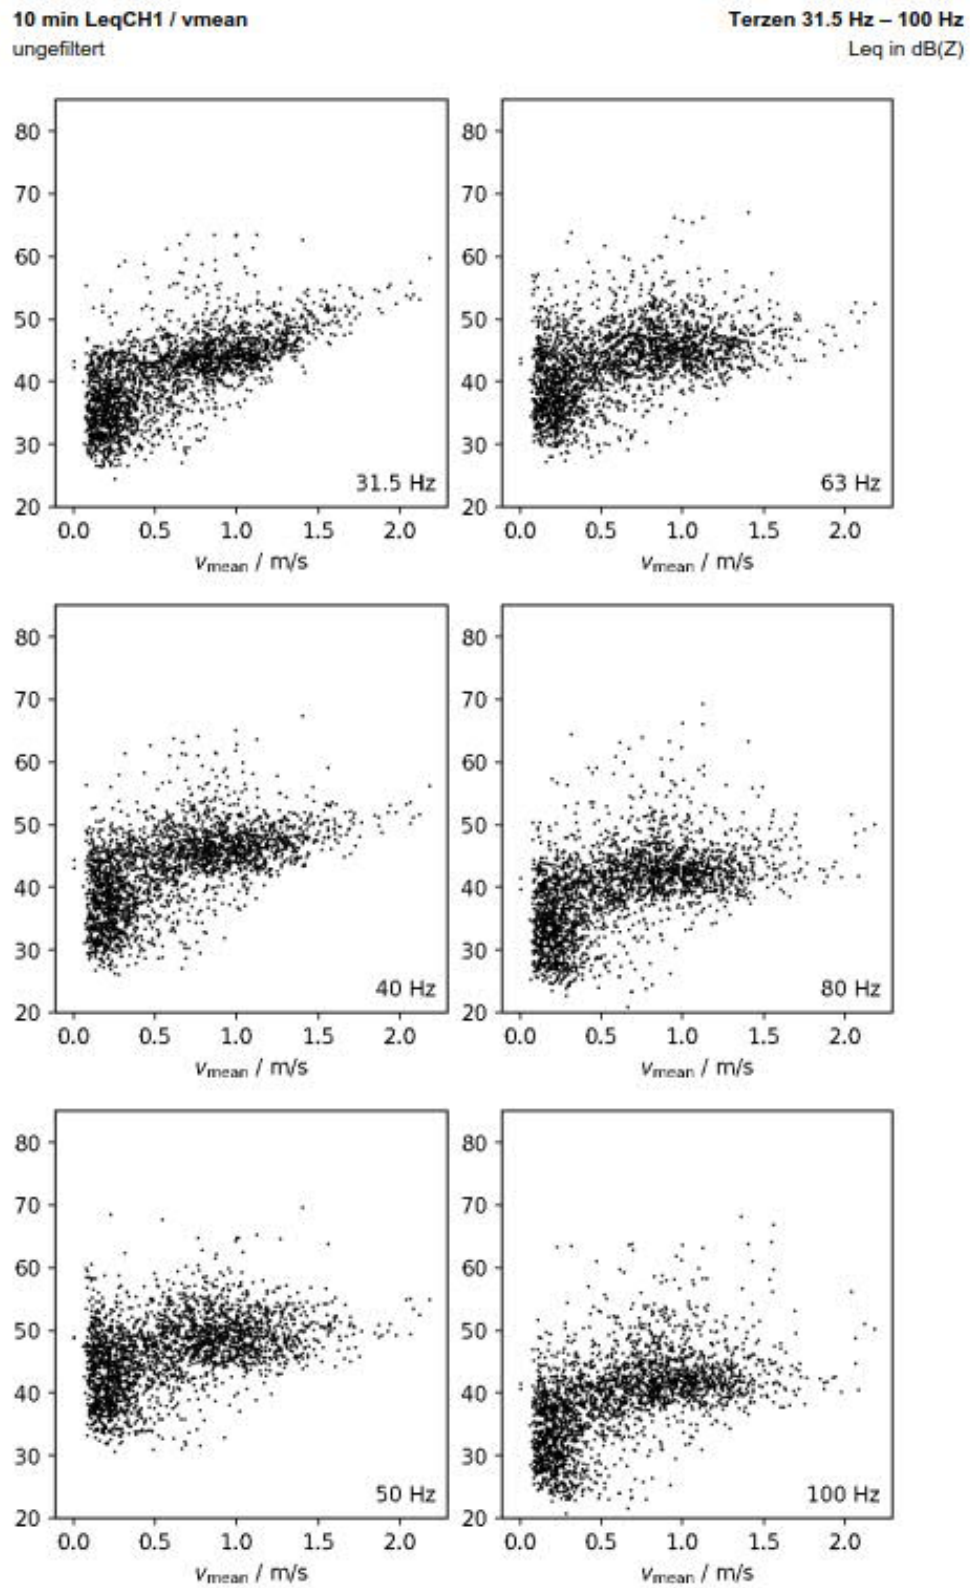 10 min LeqCH1 / vmean
Terzen 31.5 Hz – 100 Hz
ungefiltert
Leq in dB(Z)
80
70
60
50
40
30
20
31.5 Hz
0.0 0.5 1.0 1.5 2.0
vmean / m/s
80
70
60
50
40
30
20
63 Hz
0.0 0.5 1.0 1.5 2.0
vmean / m/s
80
70
60
50
40
30
20
40 Hz
0.0 0.5 1.0 1.5 2.0
vmean / m/s
80
70
60
50
40
30
20
80 Hz
0.0 0.5 1.0 1.5 2.0
vmean / m/s
80
70
60
50
40
30
20
50 Hz
0.0 0.5 1.0 1.5 2.0
vmean / m/s
80
70
60
50
40
30
20
100 Hz
0.0 0.5 1.0 1.5 2.0
vmean / m/s